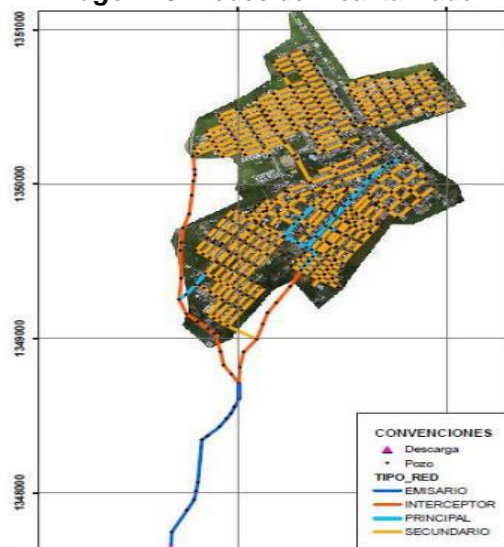 1351000
1350000
1349000
1348000
CONVENCIONES
Descarga
Pozo
TIPO_RED
EMISARIO
INTERCEPTOR
PRINCIPAL
SECUNDARIO